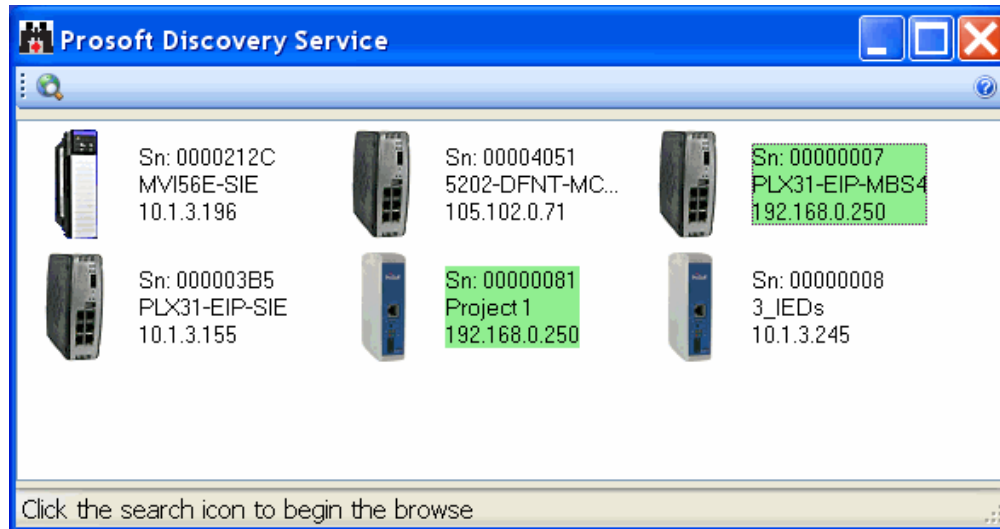 Prosoft Discovery Service
Sn: 0000212C
MVI56E-SIE
10.1.3.196
Sn: 00004051
5202-DFNT-MC...
105.102.0.71
Sn: 00000007
PLX31-EIP-MBS4
192.168.0.250
Sn: 000003B5
PLX31-EIP-SIE
10.1.3.155
Sn: 00000081
Project 1
192.168.0.250
Sn: 00000008
3_IEDs
10.1.3.245
Click the search icon to begin the browse